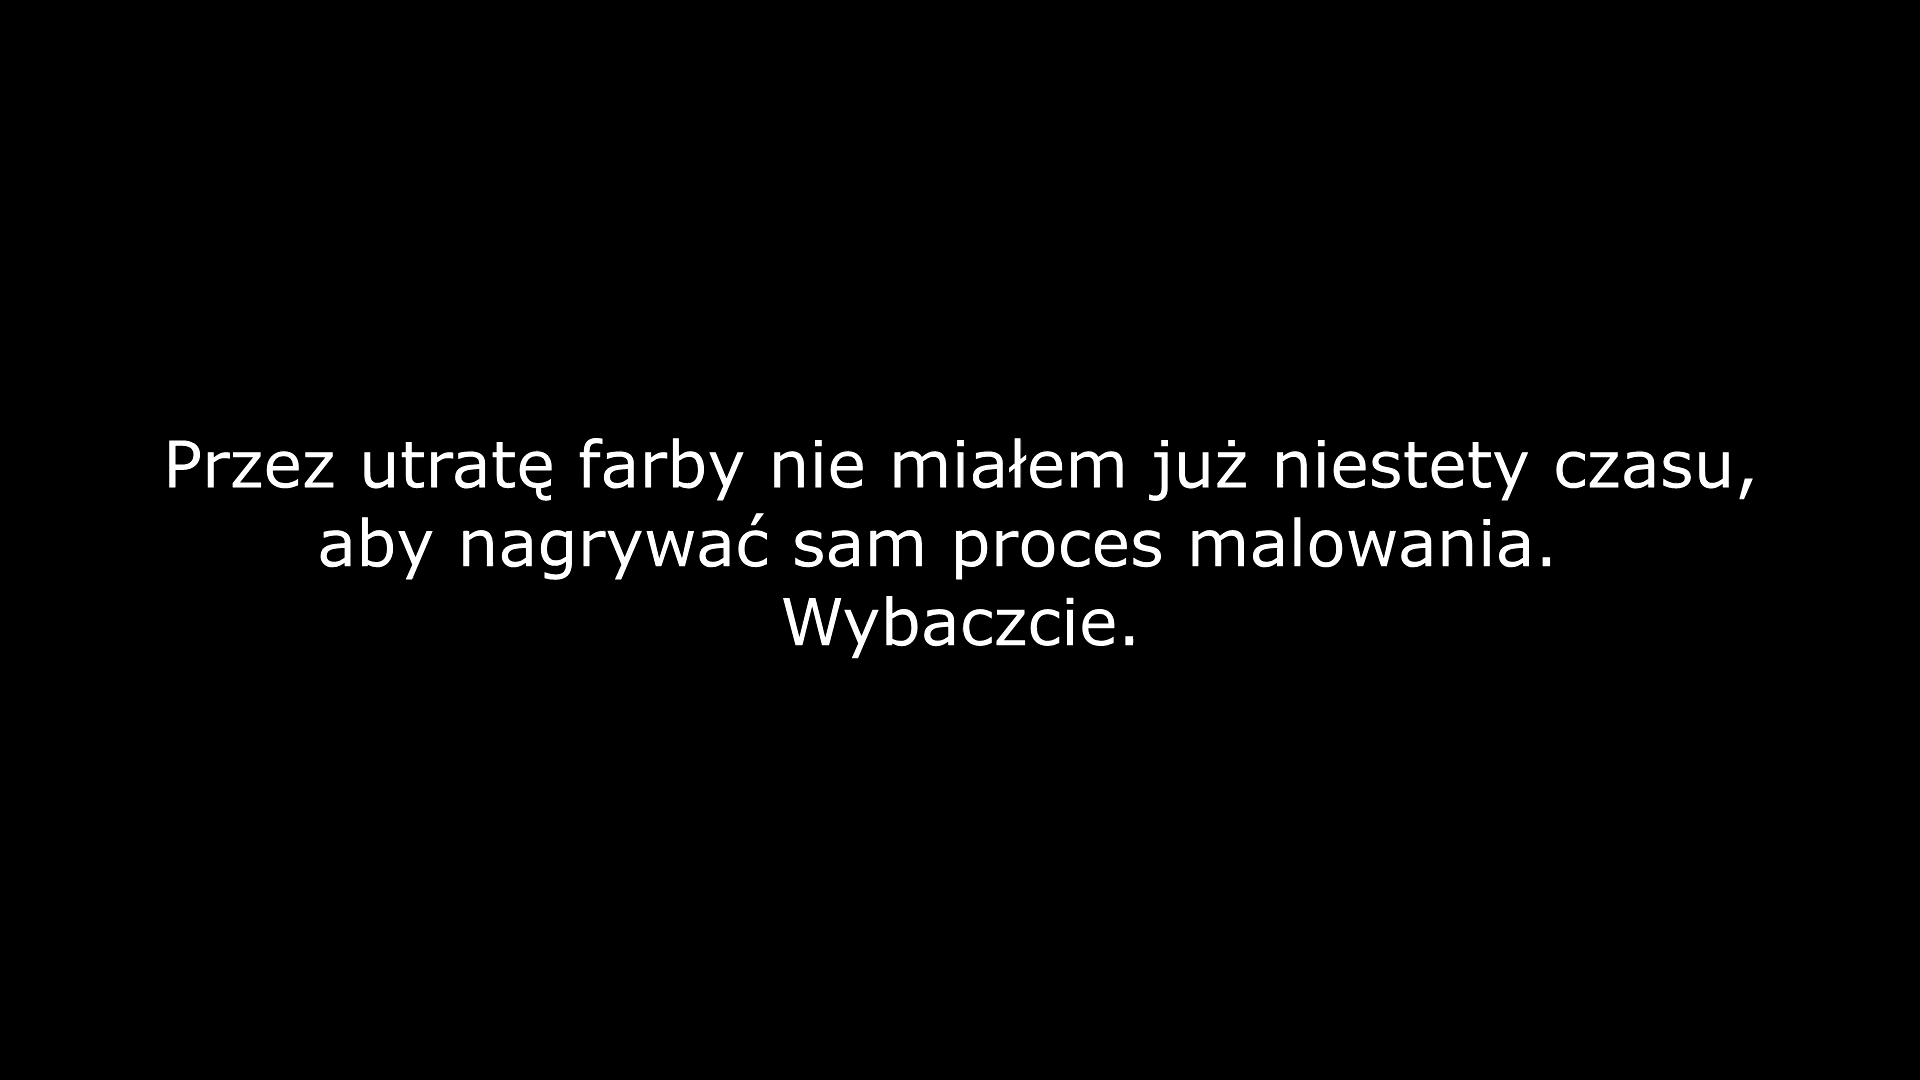 Przez utratę farby nie miałem już niestety czasu,
aby nagrywać sam proces malowania.
Wybaczcie.